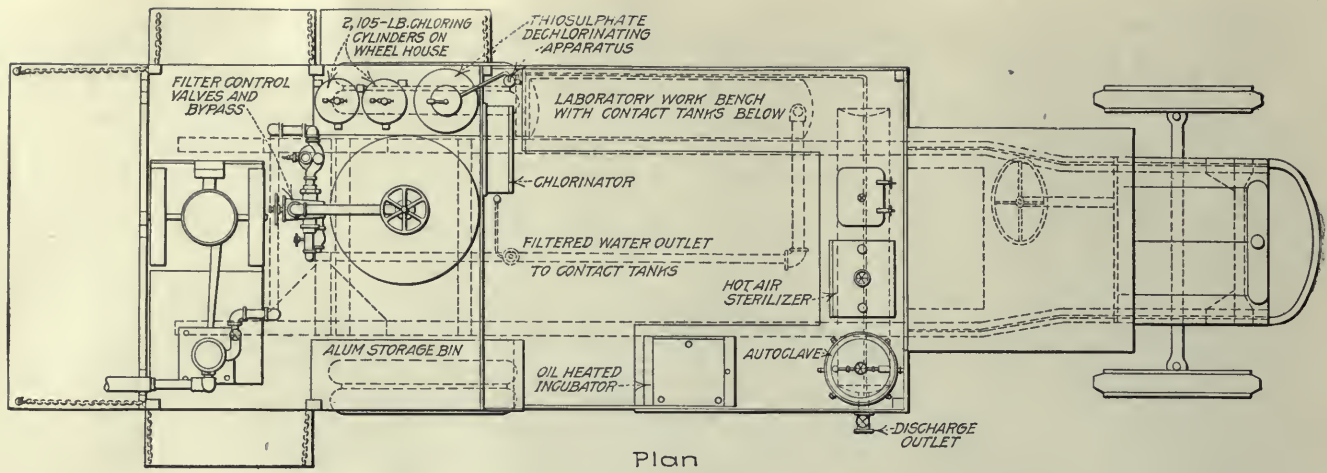 2,105-LB. CHLORING
CYLINDERS ON
WHEEL HOUSE
THIOSULPHATE
DECHLORINATING
APPARATUS
FILTER CONTROL
VALVES AND
BYPASS
LABORATORY WORK BENCH
WITH CONTACT TANKS BELOW
CHLORINATOR
FILTERED WATER OUTLET
TO CONTACT TANKS
HOT AIR
STERILIZER
ALUM STORAGE BIN
OIL HEATED
INCUBATOR
AUTOCLAVE
DISCHARGE
OUTLET
Plan